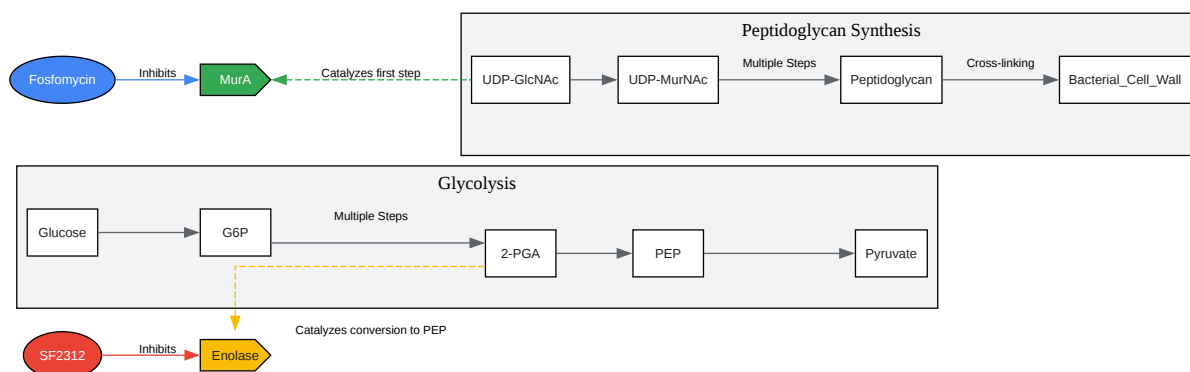 Peptidoglycan Synthesis
Fosfomycin
Inhibits
MurA
Catalyzes first step
UDP-GlcNAc
UDP-MurNAc
Multiple Steps
Peptidoglycan
Cross-linking
Bacterial_Cell_Wall
Glycolysis
Glucose
G6P
Multiple Steps
2-PGA
PEP
Pyruvate
Catalyzes conversion to PEP
SF2312
Inhibits
Enolase